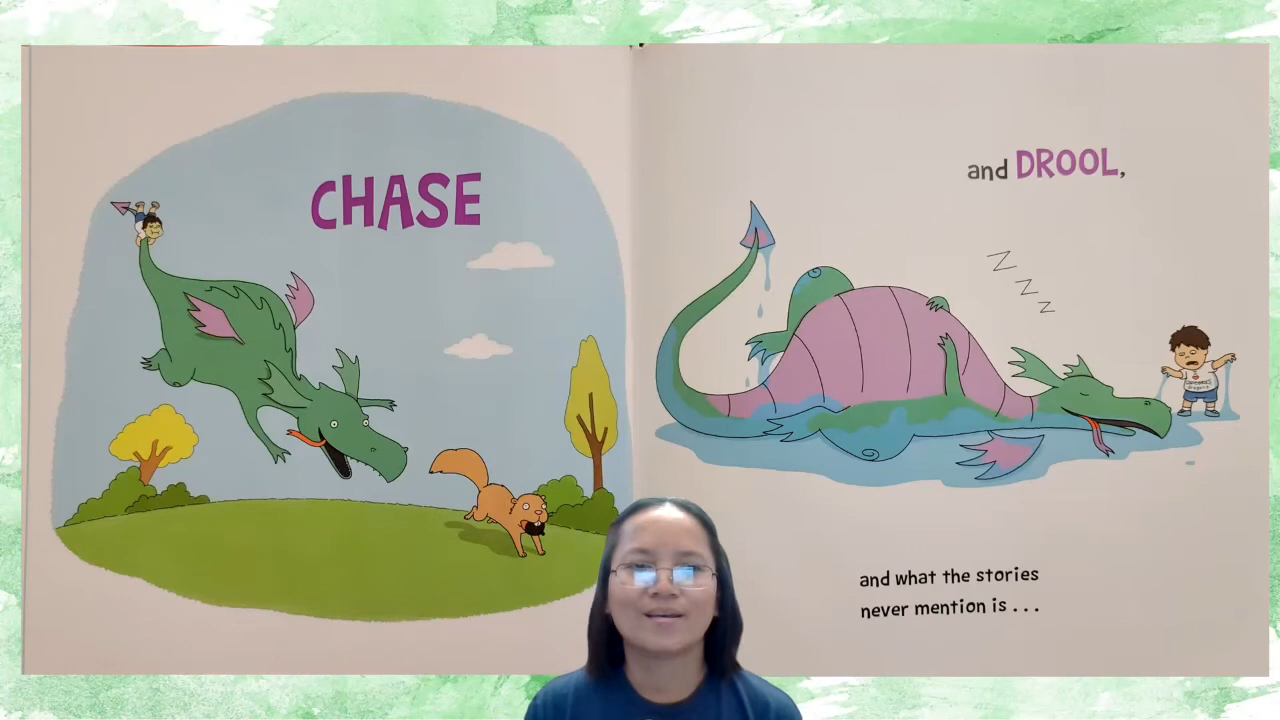 CHASE
and DROOL,
Z
Z
Z
and what the stories
never mention is . . .